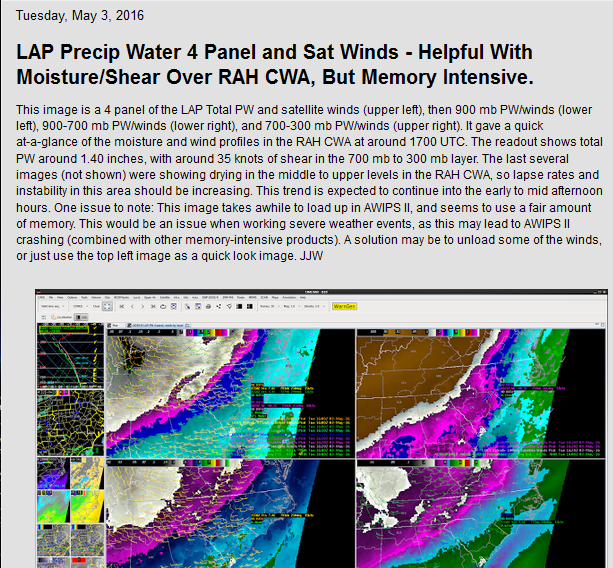 Tuesday, May 3, 2016
LAP Precip Water 4 Panel and Sat Winds - Helpful With
Moisture/Shear Over RAH CWA, But Memory Intensive.
This image is a 4 panel of the LAP Total PW and satellite winds (upper left), then 900 mb PW/winds (lower
left), 900-700 mb PW/winds (lower right), and 700-300 mb PW/winds (upper right). It gave a quick
at-a-glance of the moisture and wind profiles in the RAH CWA at around 1700 UTC. The readout shows total
PW around 1.40 inches, with around 35 knots of shear in the 700 mb to 300 mb layer. The last several
images (not shown) were showing drying in the middle to upper levels in the RAH CWA, so lapse rates and
instability in this area should be increasing. This trend is expected to continue into the early to mid afternoon
hours. One issue to note: This image takes awhile to load up in AWIPS II, and seems to use a fair amount
of memory. This would be an issue when working severe weather events, as this may lead to AWIPS II
crashing (combined with other memory-intensive products). A solution may be to unload some of the winds,
or just use the top left image as a quick look image. JJW
WarnGen